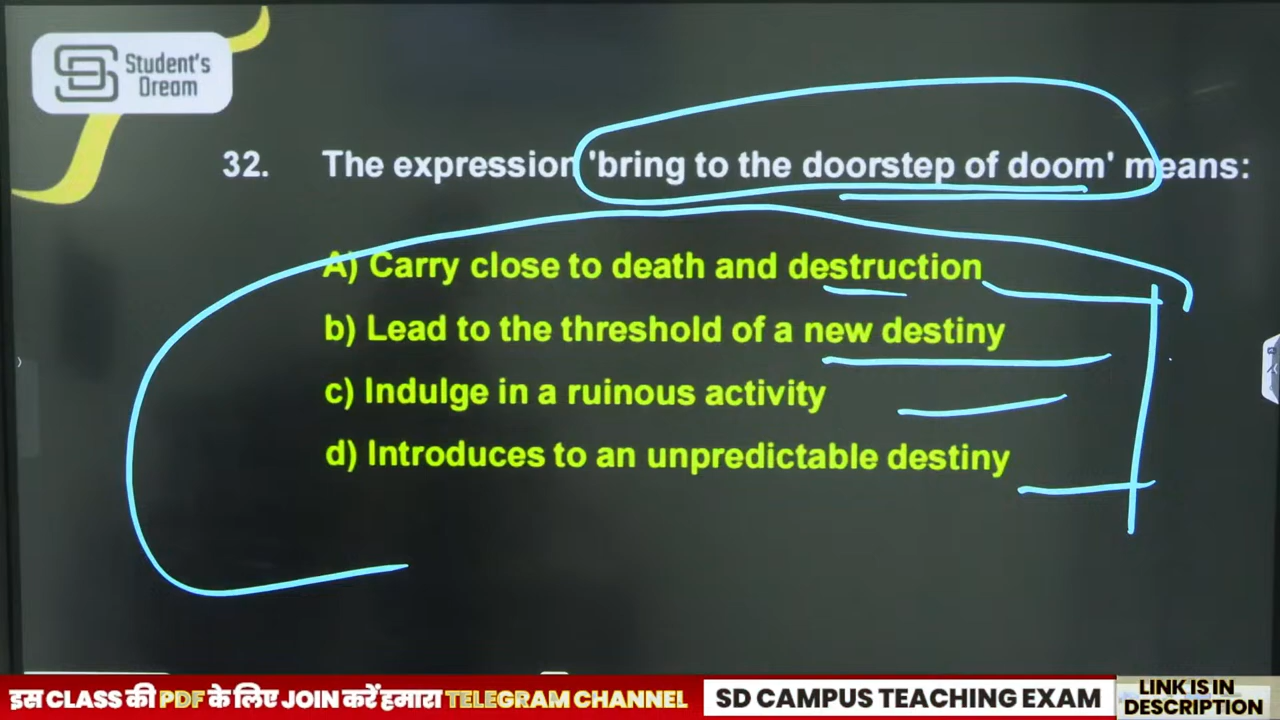 Student's
Dream
32. The expression 'bring to the doorstep of doom' means:
A) Carry close to death and destruction
b) Lead to the threshold of a new destiny
c) Indulge in a ruinous activity
d) Introduces to an unpredictable destiny
इस CLASS की PDF के लिए JOIN करें हमारा TELEGRAM CHANNEL
SD CAMPUS TEACHING EXAM
LINK IS IN
DESCRIPTION